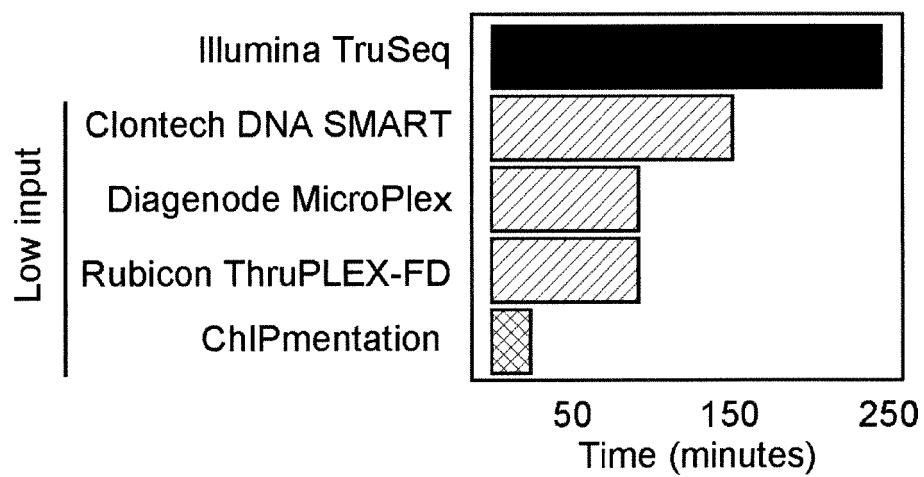 Illumina TruSeq
Clontech DNA SMART
Diagenode MicroPlex
Rubicon ThruPLEX-FD
ChIPmentation
Low input
50 150 250
Time (minutes)